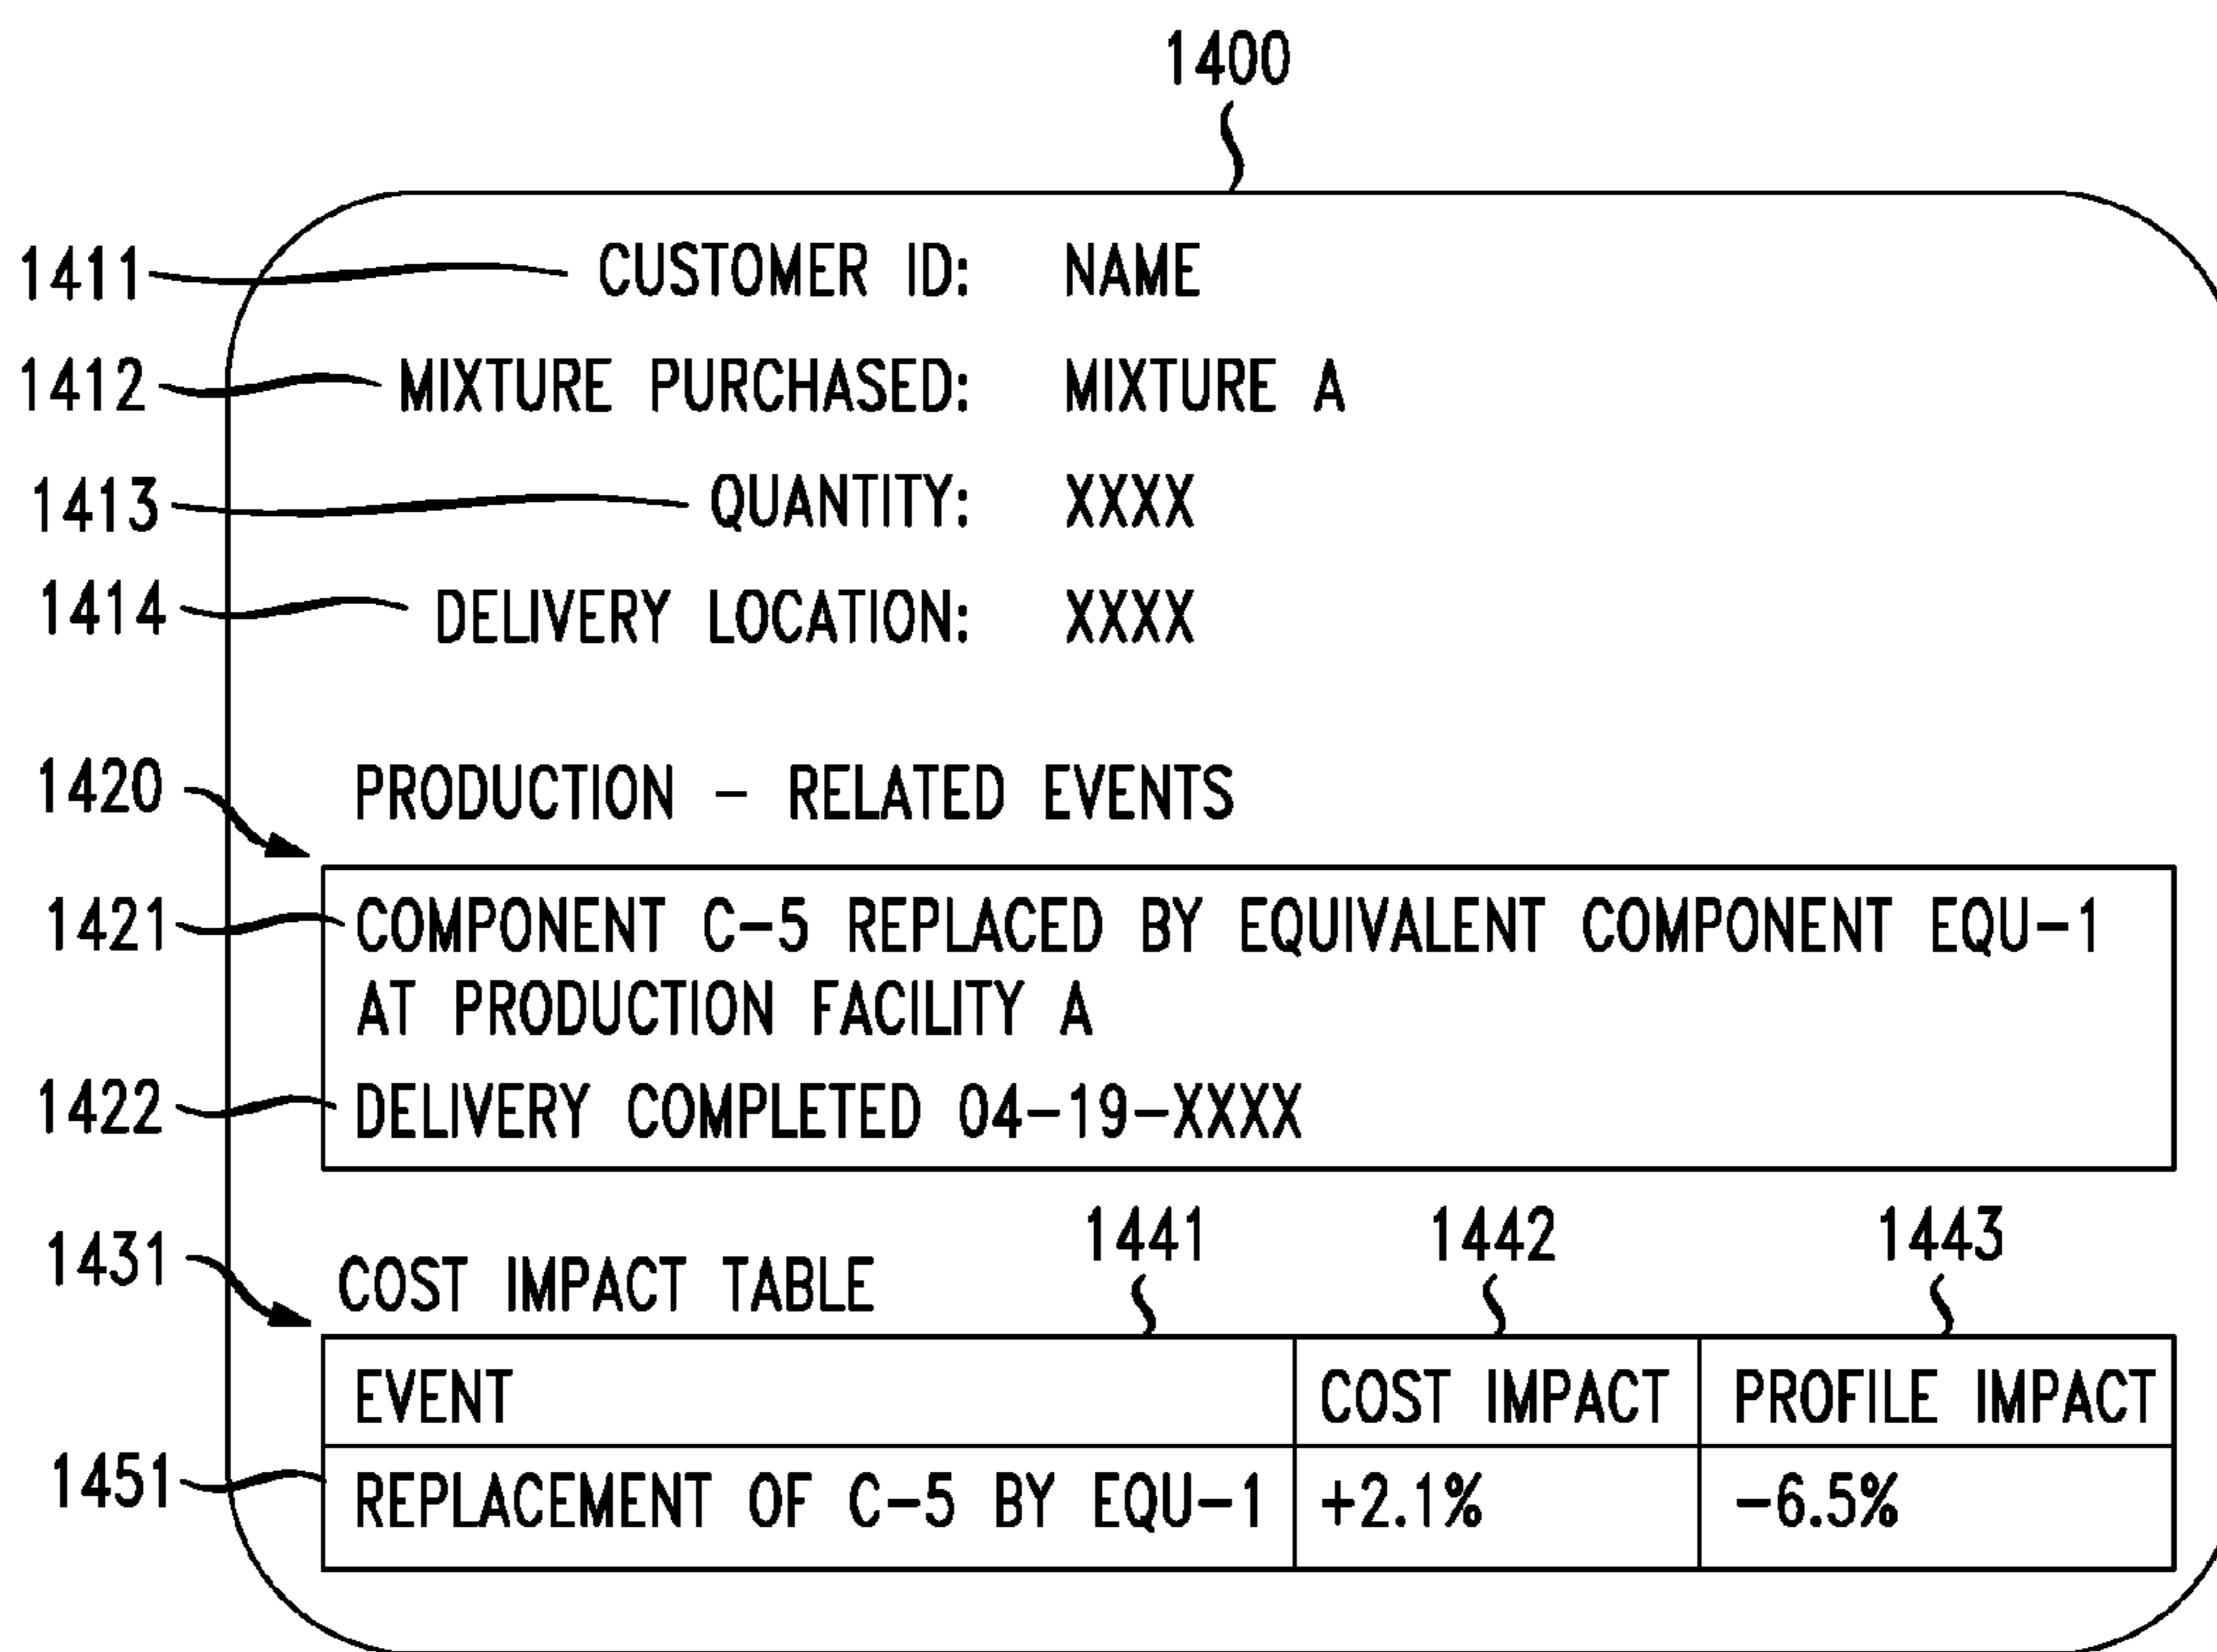 1400
1411 CUSTOMER ID: NAME
1412 MIXTURE PURCHASED: MIXTURE A
1413 QUANTITY: XXXX
1414 DELIVERY LOCATION: XXXX
1420 PRODUCTION - RELATED EVENTS
1421 COMPONENT C-5 REPLACED BY EQUIVALENT COMPONENT EQU-1
AT PRODUCTION FACILITY A
1422 DELIVERY COMPLETED 04-19-XXXX
1431 COST IMPACT TABLE 1441 1442 1443
EVENT COST IMPACT PROFILE IMPACT
1451 REPLACEMENT OF C-5 BY EQU-1 +2.1% -6.5%